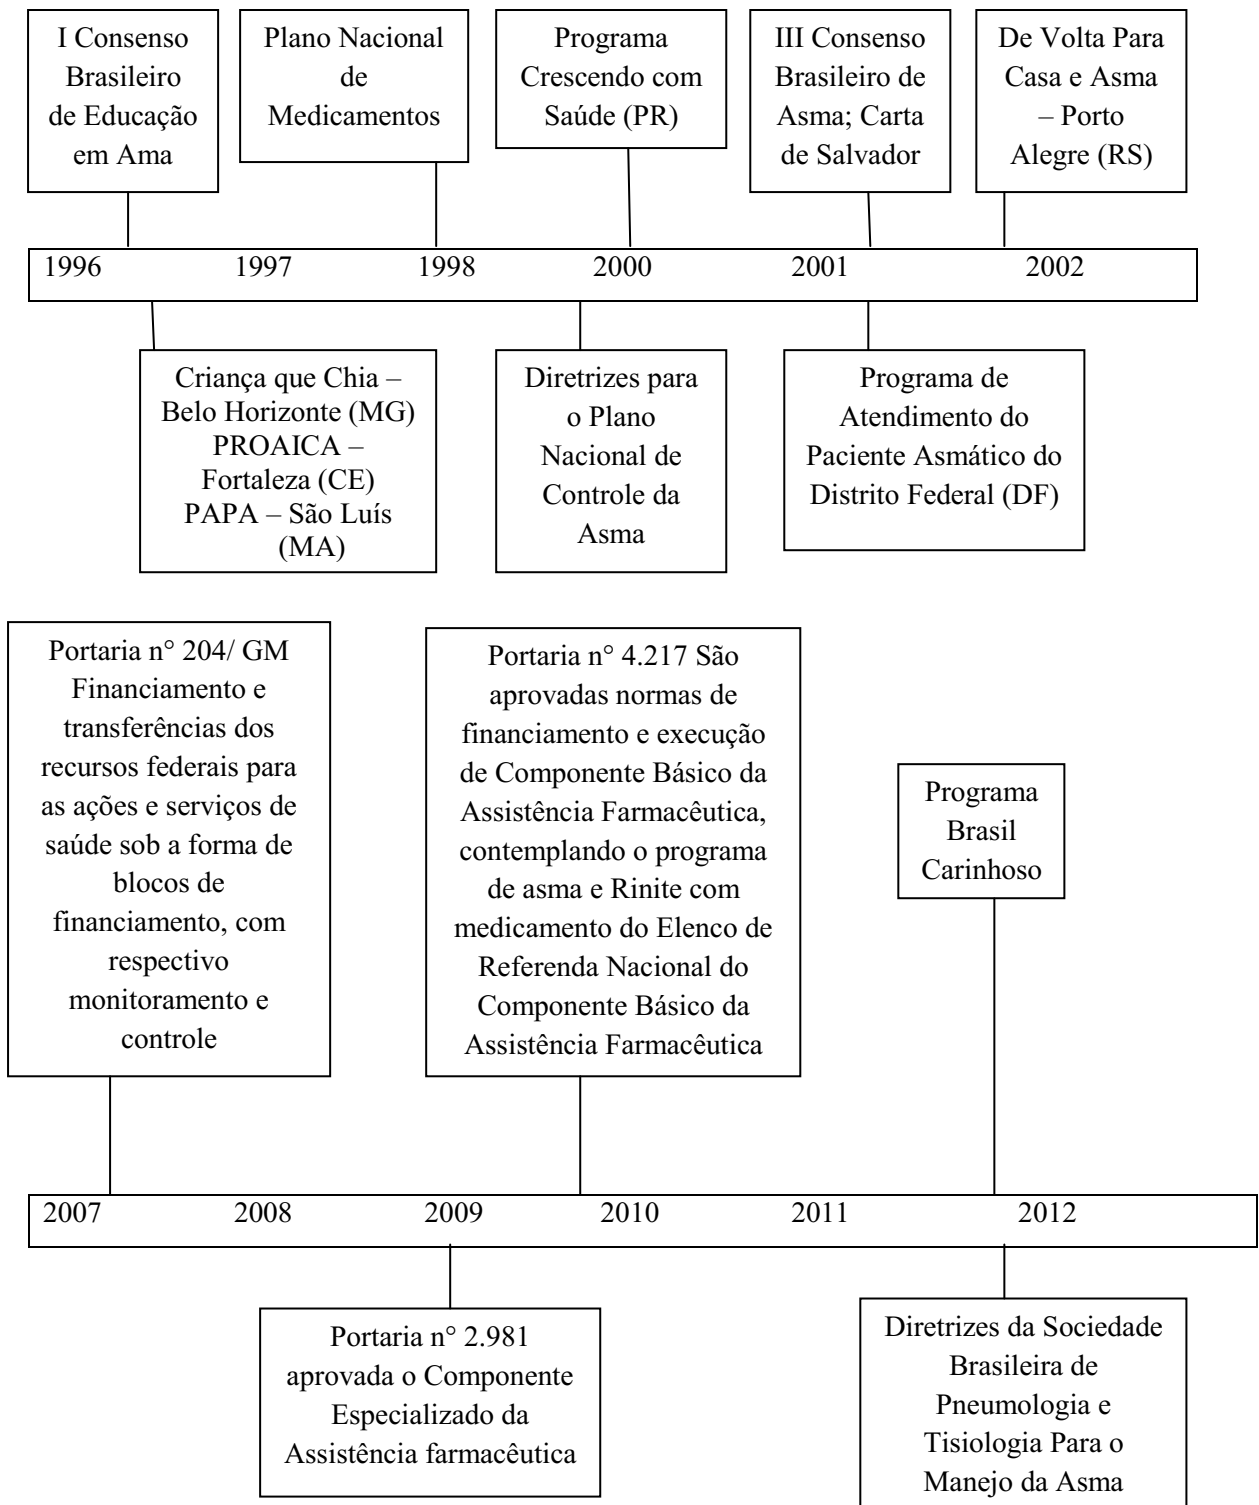 I Consenso
Brasileiro
de Educação
em Ama
Plano Nacional
de
Medicamentos
Programa
Crescendo com
Saúde (PR)
III Consenso
Brasileiro de
Asma; Carta
de Salvador
De Volta Para
Casa e Asma
– Porto
Alegre (RS)
1996 1997 1998 2000 2001 2002
Criança que Chia –
Belo Horizonte (MG)
PROAICA –
Fortaleza (CE)
PAPA – São Luís
(MA)
Diretrizes para
o Plano
Nacional de
Controle da
Asma
Programa de
Atendimento do
Paciente Asmático do
Distrito Federal (DF)
Portaria n° 204/ GM
Financiamento e
transferências dos
recursos federais para
as ações e serviços de
saúde sob a forma de
blocos de
financiamento, com
respectivo
monitoramento e
controle
Portaria n° 4.217 São
aprovadas normas de
financiamento e execução
de Componente Básico da
Assistência Farmacêutica,
contemplando o programa
de asma e Rinite com
medicamento do Elenco de
Referenda Nacional do
Componente Básico da
Assistência Farmacêutica
Programa
Brasil
Carinhoso
2007 2008 2009 2010 2011 2012
Portaria n° 2.981
aprovada o Componente
Especializado da
Assistência farmacêutica
Diretrizes da Sociedade
Brasileira de
Pneumologia e
Tisiologia Para o
Manejo da Asma